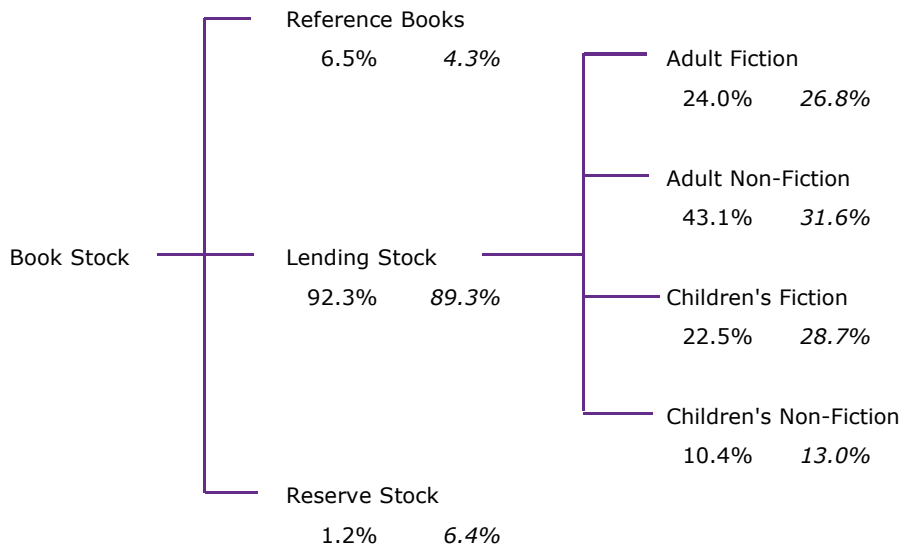 Reference Books
6.5% 4.3%
Adult Fiction
24.0% 26.8%
Adult Non-Fiction
43.1% 31.6%
Book Stock
Lending Stock
92.3% 89.3%
Children's Fiction
22.5% 28.7%
Children's Non-Fiction
10.4% 13.0%
Reserve Stock
1.2% 6.4%